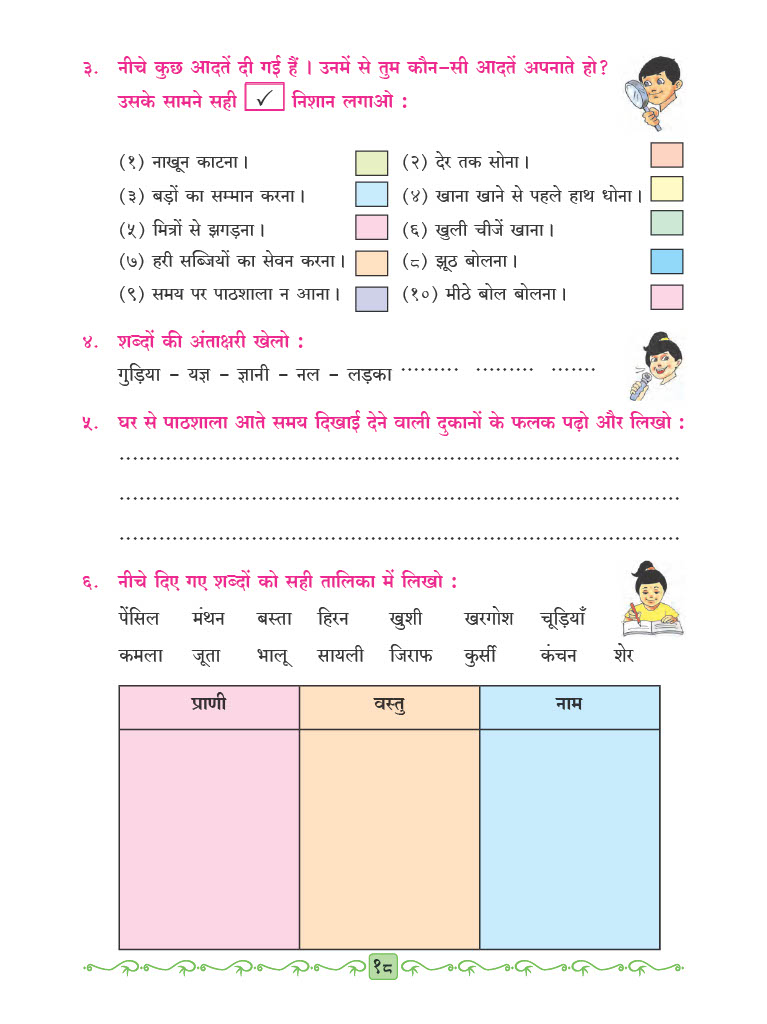 ३. नीचे कुछ आदतें दी गई हैं । उनमें से तुम कौन-सी आदतें अपनाते हो?
उसके सामने सही ✓ निशान लगाओ :
(१) नाखून काटना । (२) देर तक सोना ।
(३) बड़ों का सम्मान करना । (४) खाना खाने से पहले हाथ धोना ।
(५) मित्रों से झगड़ना । (६) खुली चीजें खाना ।
(७) हरी सब्जियों का सेवन करना । (८) झूठ बोलना ।
(९) समय पर पाठशाला न आना । (१०) मीठे बोल बोलना ।
४. शब्दों की अंताक्षरी खेलो :
गुड़िया - यज्ञ - ज्ञानी - नल - लड़का ......... ......... .......
५. घर से पाठशाला आते समय दिखाई देने वाली दुकानों के फलक पढ़ो और लिखो :
६. नीचे दिए गए शब्दों को सही तालिका में लिखो :
पेंसिल मंथन बस्ता हिरन खुशी खरगोश चूड़ियाँ
कमला जूता भालू सायली जिराफ कुर्सी कंचन शेर
प्राणी वस्तु नाम
१८